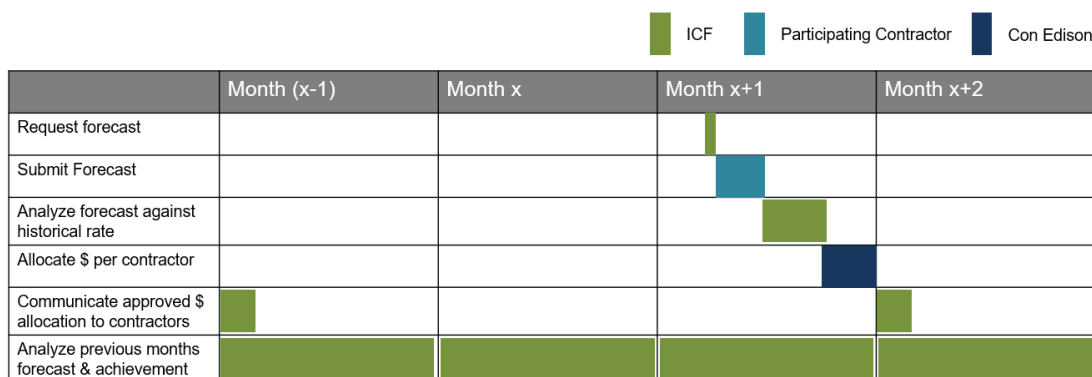 ICF Participating Contractor Con Edison
Month (x-1) Month x Month x+1 Month x+2
Request forecast
Submit Forecast
Analyze forecast against
historical rate
Allocate $ per contractor
Communicate approved $
allocation to contractors
Analyze previous months
forecast & achievement